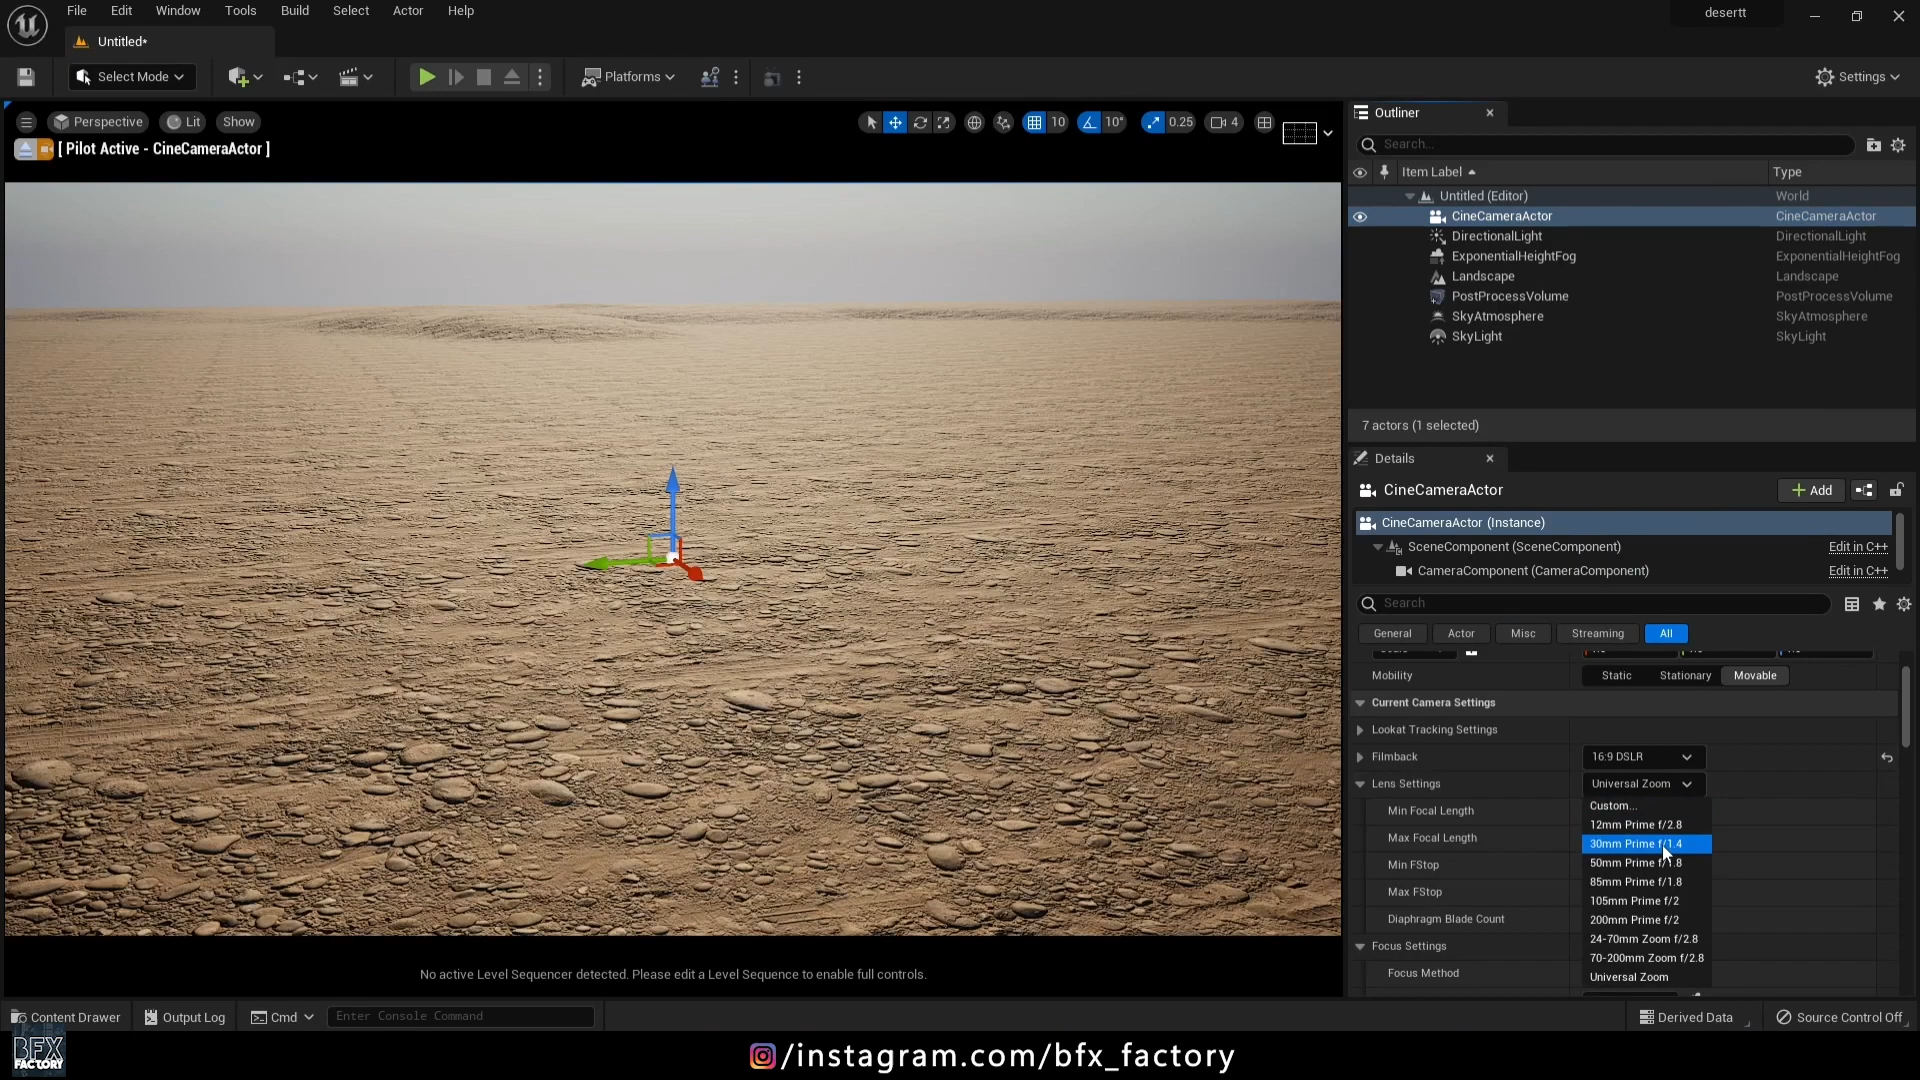 File Edit Window Tools Build Select Actor Help
desertt
Untitled*
Select Mode
Platforms
Settings
Perspective Lit Show
10 10° 0.25 4
[ Pilot Active - CineCameraActor ]
No active Level Sequencer detected. Please edit a Level Sequence to enable full controls.
Outliner
Search...
Item Label Type
Untitled (Editor) World
CineCameraActor CineCameraActor
DirectionalLight DirectionalLight
ExponentialHeightFog ExponentialHeightFog
Landscape Landscape
PostProcessVolume PostProcessVolume
SkyAtmosphere SkyAtmosphere
SkyLight SkyLight
7 actors (1 selected)
Details
CineCameraActor
Add
CineCameraActor (Instance)
SceneComponent (SceneComponent) Edit in C++
CameraComponent (CameraComponent) Edit in C++
Search
General Actor Misc Streaming All
Mobility Static Stationary Movable
Current Camera Settings
Lookat Tracking Settings
Filmback 16:9 DSLR
Lens Settings Universal Zoom
Min Focal Length
Max Focal Length
Min FStop
Max FStop
Diaphragm Blade Count
Focus Settings
Focus Method
Custom...
12mm Prime f/2.8
30mm Prime f/1.4
50mm Prime f/1.8
85mm Prime f/1.8
105mm Prime f/2
200mm Prime f/2
24-70mm Zoom f/2.8
70-200mm Zoom f/2.8
Universal Zoom
Content Drawer Output Log Cmd Enter Console Command
Derived Data Source Control Off
BFX
FACTORY
/instagram.com/bfx_factory